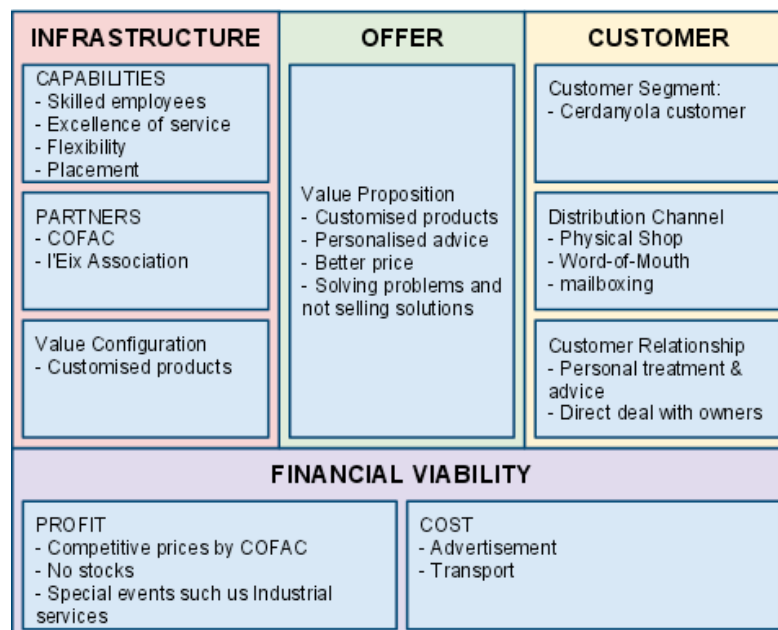 INFRASTRUCTURE
CAPABILITIES
- Skilled employees
- Excellence of service
- Flexibility
- Placement
PARTNERS
- COFAC
- l'Eix Association
Value Configuration
- Customised products
OFFER
Value Proposition
- Customised products
- Personalised advice
- Better price
- Solving problems and
not selling solutions
CUSTOMER
Customer Segment:
- Cerdanyola customer
Distribution Channel
- Physical Shop
- Word-of-Mouth
- mailboxing
Customer Relationship
- Personal treatment &
advice
- Direct deal with owners
FINANCIAL VIABILITY
PROFIT
- Competitive prices by COFAC
- No stocks
- Special events such us Industrial
services
COST
- Advertisement
- Transport